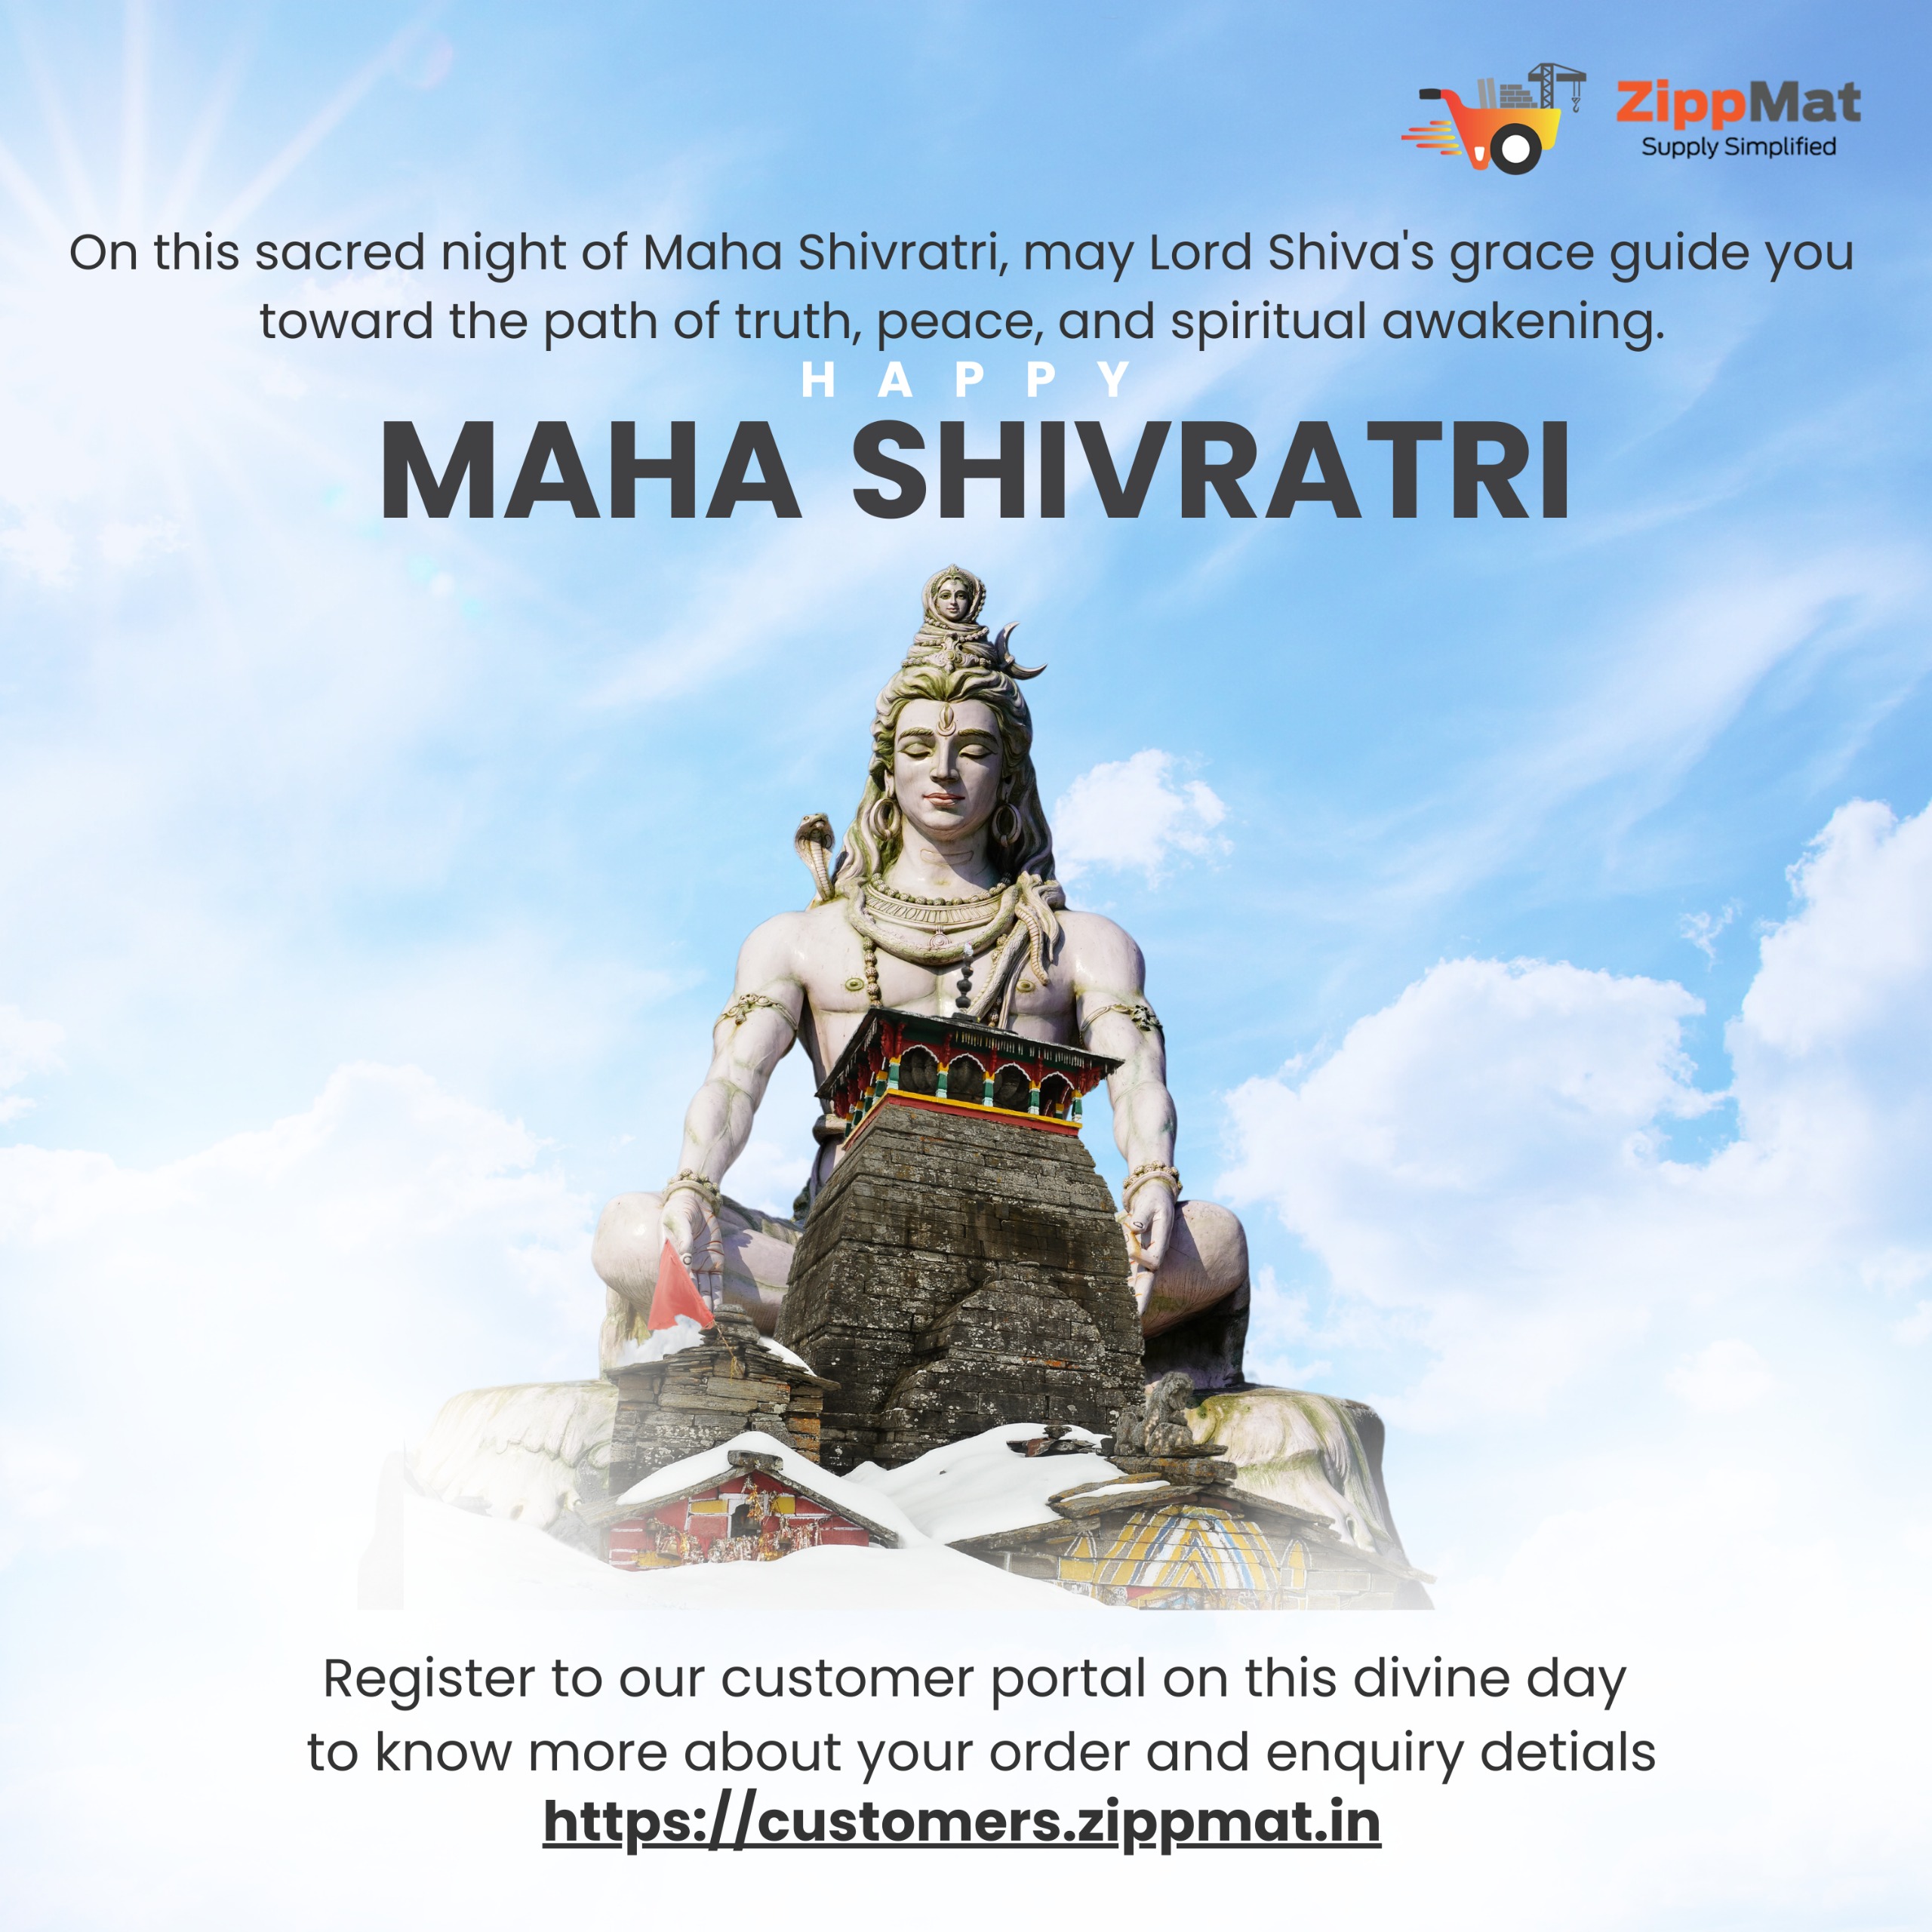 ZippMat
Supply Simplified
On this sacred night of Maha Shivratri, may Lord Shiva's grace guide you
toward the path of truth, peace, and spiritual awakening.
HAPPY
MAHA SHIVRATRI
Register to our customer portal on this divine day
to know more about your order and enquiry detials
https://customers.zippmat.in